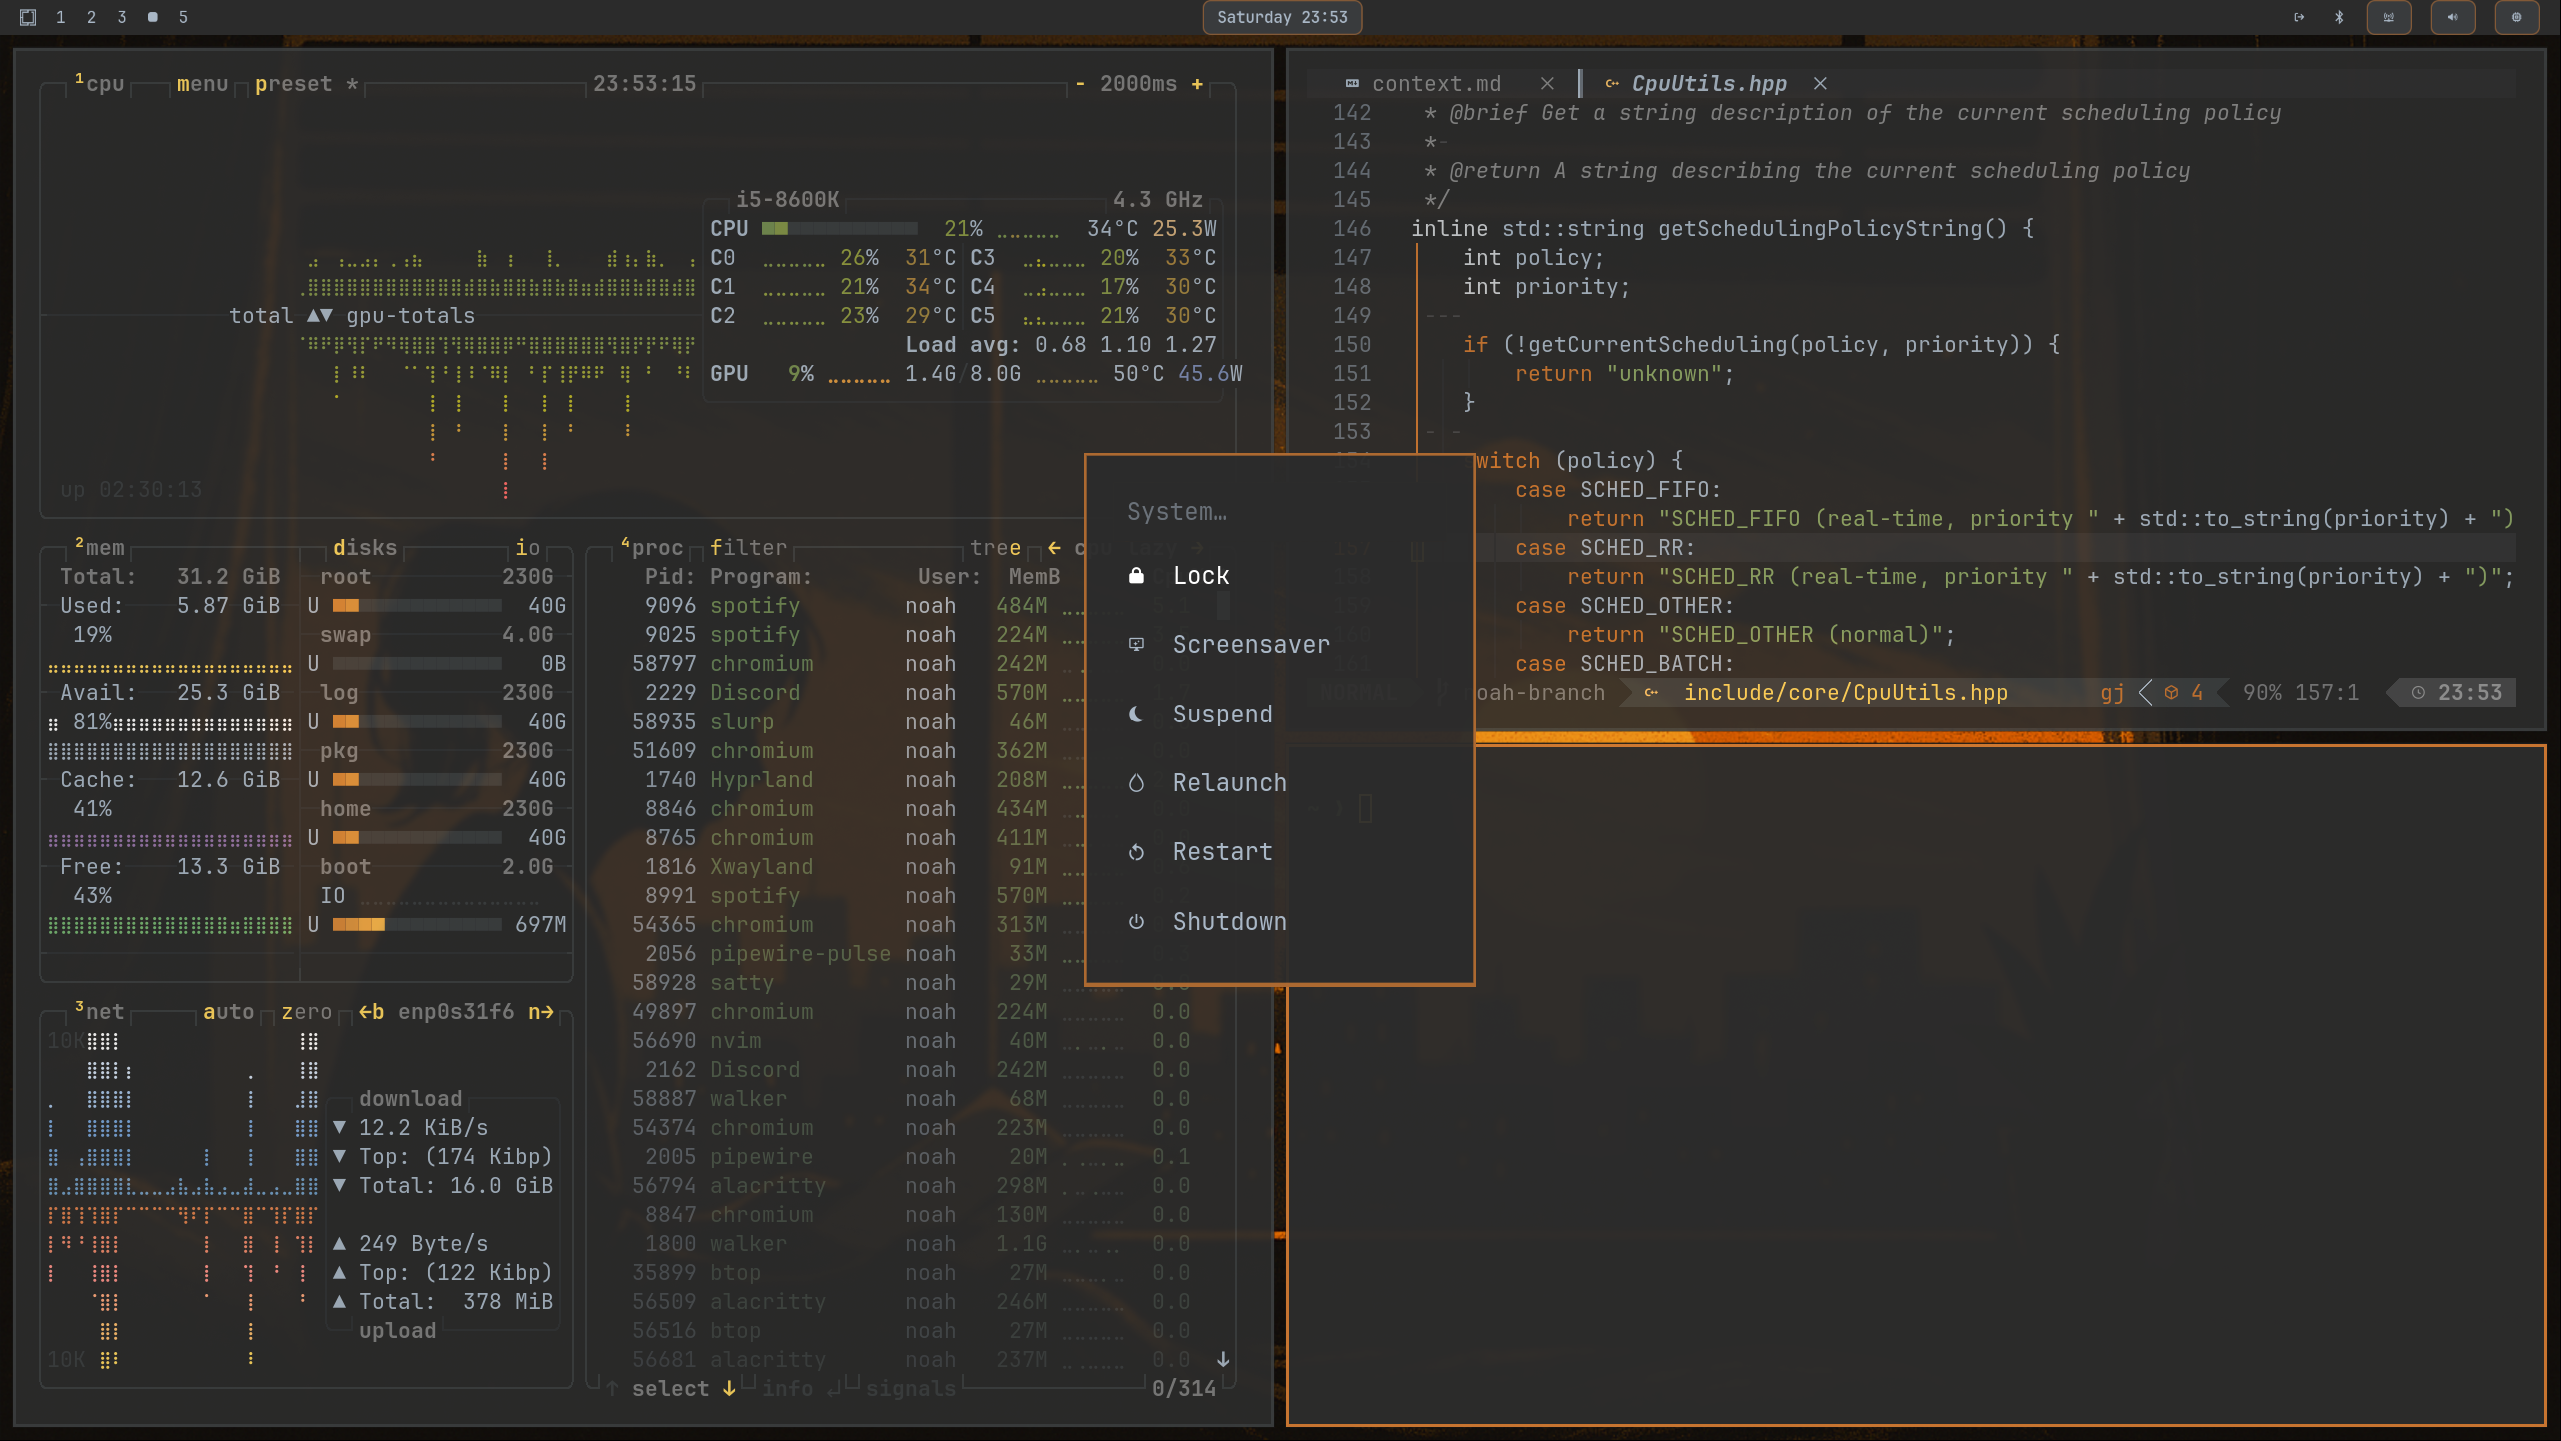 1 2 3 5
Saturday 23:53
1cpu menu preset * 23:53:15 - 2000ms +
i5-8600K 4.3 GHz
CPU 21% 34°C 25.3W
C0 26% 31°C C3 20% 33°C
C1 21% 34°C C4 17% 30°C
total ▲▼ gpu-totals
C2 23% 29°C C5 21% 30°C
Load avg: 0.68 1.10 1.27
GPU 9% 1.4G/8.0G 50°C 45.6W
up 02:30:13
2mem
Total: 31.2 GiB
Used: 5.87 GiB
19%
Avail: 25.3 GiB
81%
Cache: 12.6 GiB
41%
Free: 13.3 GiB
43%
disks io
root 230G
U 40G
swap 4.0G
U 0B
log 230G
U 40G
pkg 230G
U 40G
home 230G
U 40G
boot 2.0G
IO
U 697M
3net auto zero ←b enp0s31f6 n→
10K
download
▼ 12.2 KiB/s
▼ Top: (174 Kibp)
▼ Total: 16.0 GiB
▲ 249 Byte/s
▲ Top: (122 Kibp)
▲ Total: 378 MiB
upload
10K
4proc filter tree ← cpu lazy →
Pid: Program: User: MemB
9096 spotify noah 484M
9025 spotify noah 224M
58797 chromium noah 242M
2229 Discord noah 570M
58935 slurp noah 46M
51609 chromium noah 362M
1740 Hyprland noah 208M
8846 chromium noah 434M
8765 chromium noah 411M
1816 Xwayland noah 91M
8991 spotify noah 570M
54365 chromium noah 313M
2056 pipewire-pulse noah 33M
58928 satty noah 29M
49897 chromium noah 224M 0.0
56690 nvim noah 40M 0.0
2162 Discord noah 242M 0.0
58887 walker noah 68M 0.0
54374 chromium noah 223M 0.0
2005 pipewire noah 20M 0.1
56794 alacritty noah 298M 0.0
8847 chromium noah 130M 0.0
1800 walker noah 1.1G 0.0
35899 btop noah 27M 0.0
56509 alacritty noah 246M 0.0
56516 btop noah 27M 0.0
56681 alacritty noah 237M 0.0 ↓
↑ select ↓ info ↵ signals 0/314
context.md × CpuUtils.hpp ×
142 * @brief Get a string description of the current scheduling policy
143 *-
144 * @return A string describing the current scheduling policy
145 */
146 inline std::string getSchedulingPolicyString() {
147 int policy;
148 int priority;
149 ---
150 if (!getCurrentScheduling(policy, priority)) {
151 return "unknown";
152 }
153 - -
154 switch (policy) {
case SCHED_FIFO:
return "SCHED_FIFO (real-time, priority " + std::to_string(priority) + ")
157 case SCHED_RR:
158 return "SCHED_RR (real-time, priority " + std::to_string(priority) + ")";
159 case SCHED_OTHER:
160 return "SCHED_OTHER (normal)";
161 case SCHED_BATCH:
NORMAL noah-branch include/core/CpuUtils.hpp gj 4 90% 157:1 23:53
System…
Lock
Screensaver
Suspend
Relaunch
Restart
Shutdown